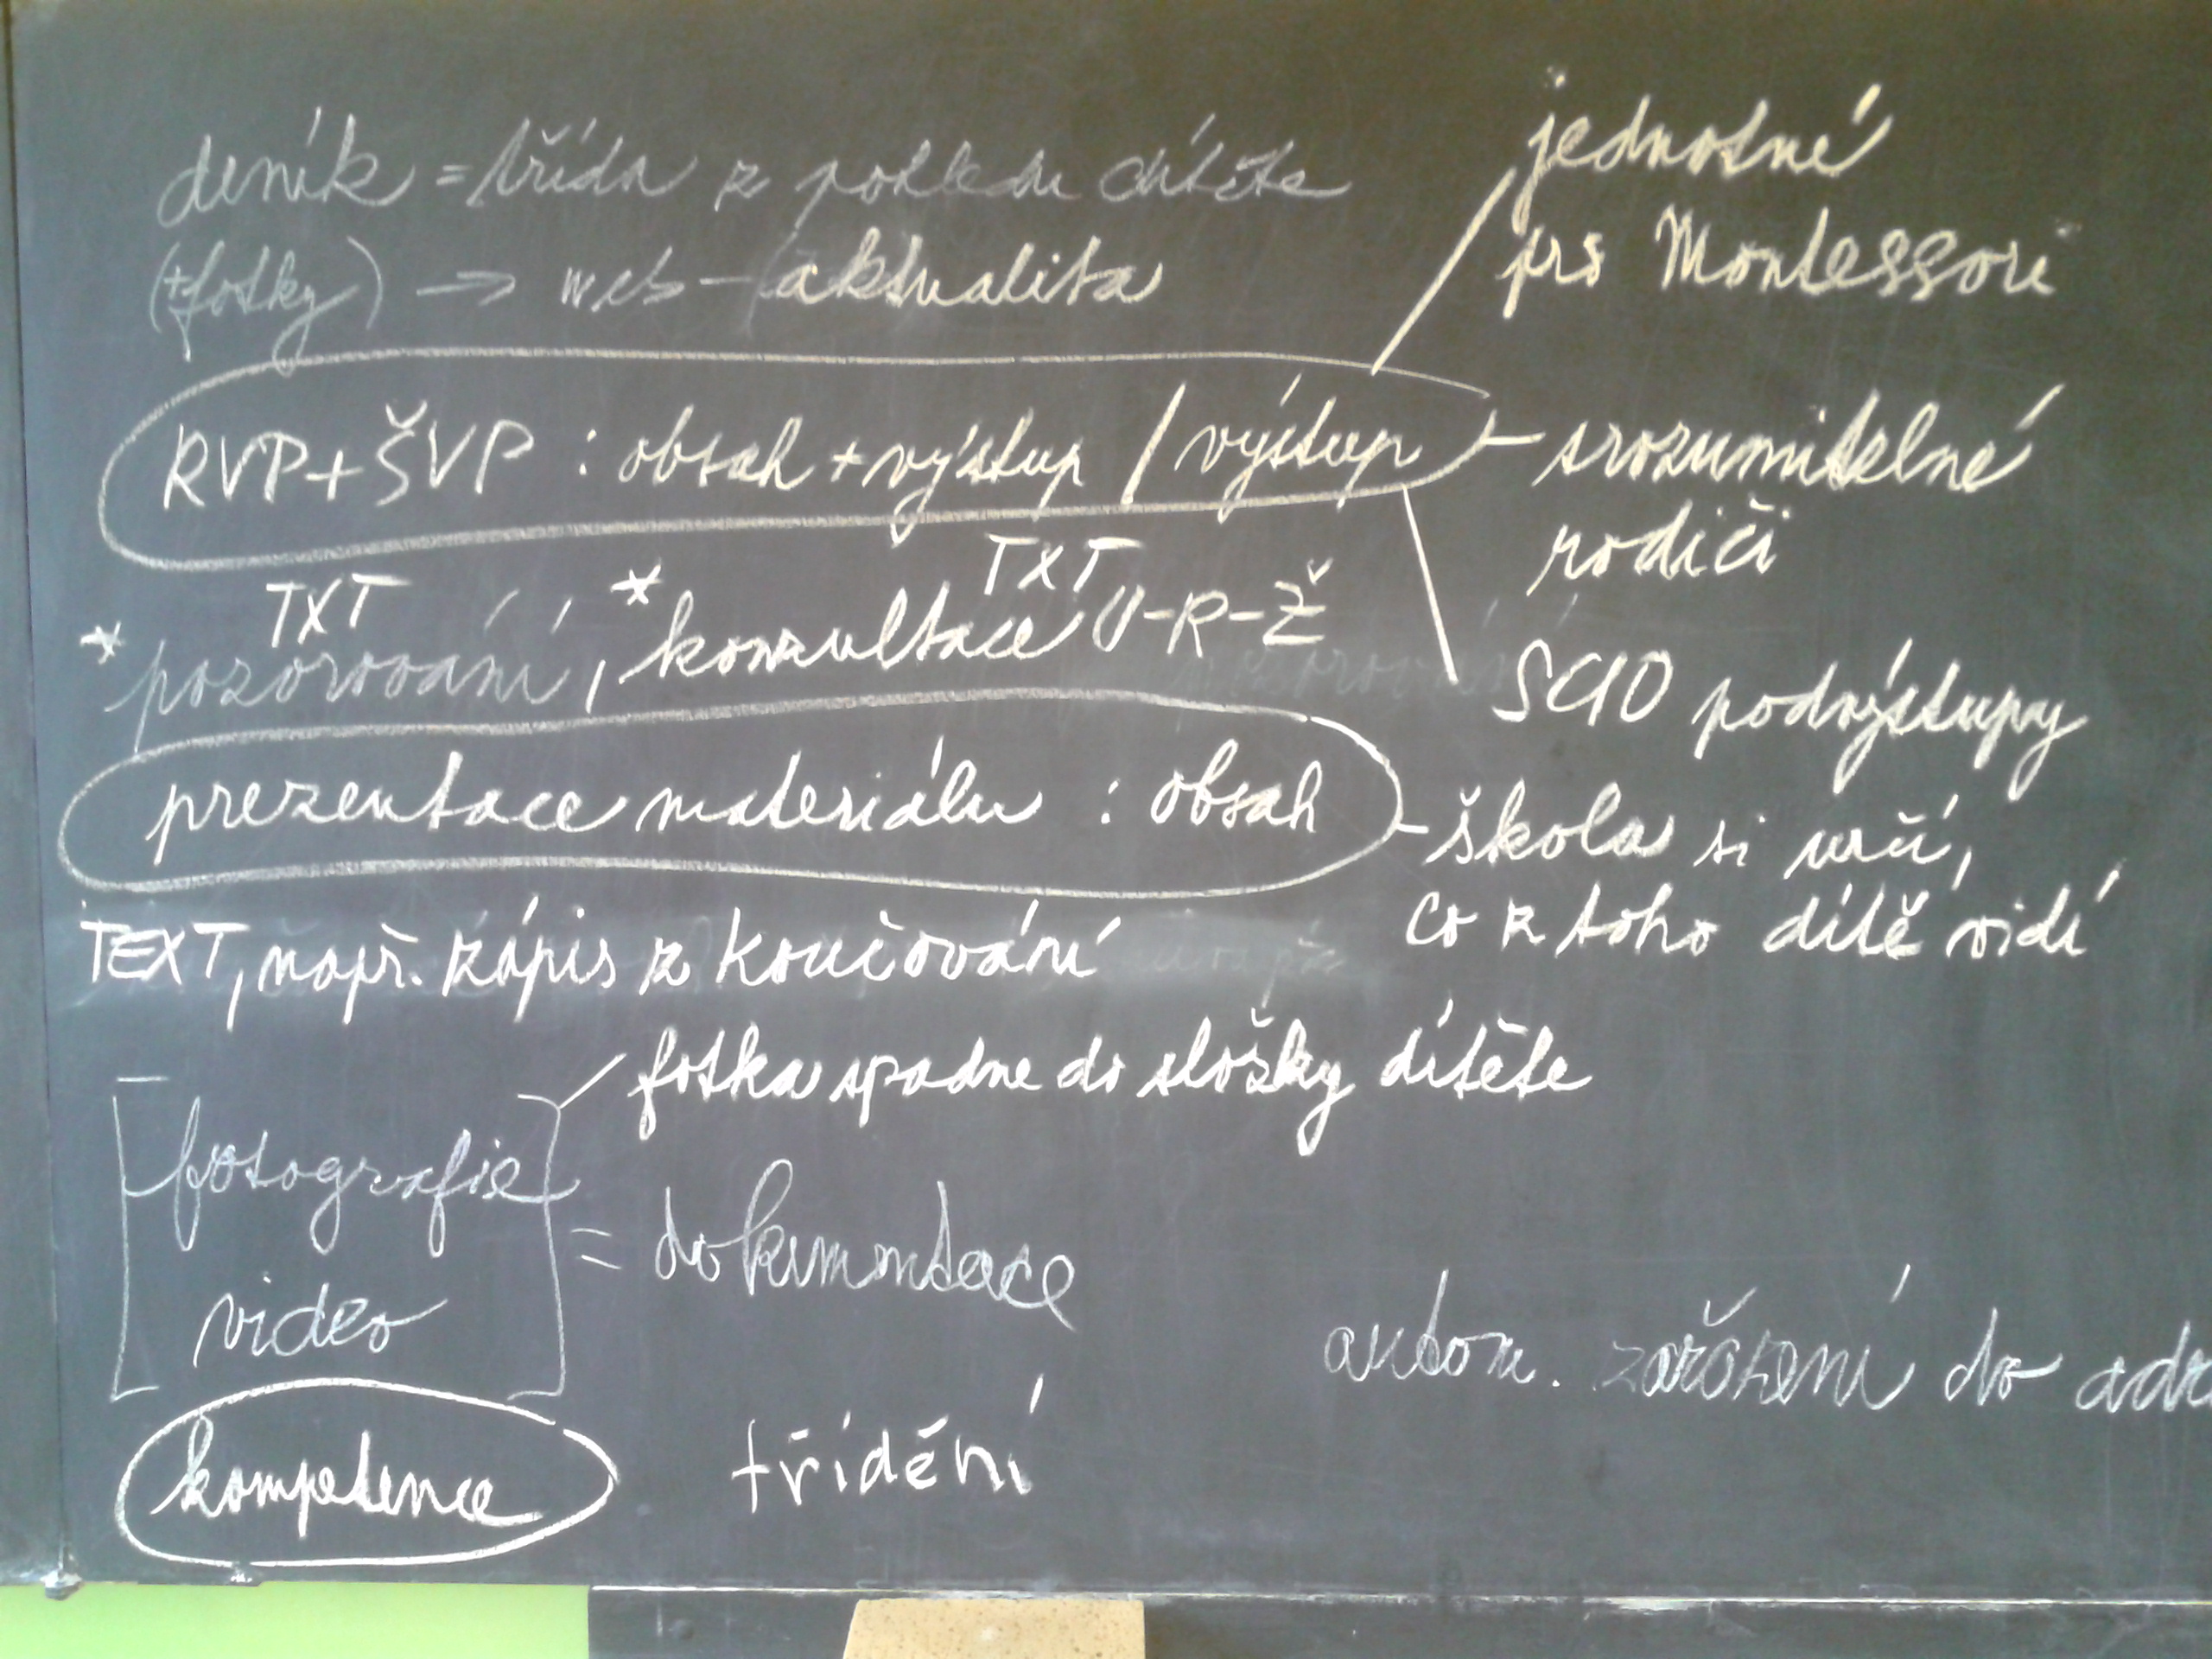 deník = třída z pohledu dítěte
(+fotky) → web - aktualita
jednotné
pro Montessori
RVP + ŠVP : obsah + výstup / výstup
- srozumitelné
rodiči
TXT TXT
*pozorování, *konzultace U-R-Ž
SCIO podvýstupy
prezentace materiálu : obsah
- škola si určí,
co z toho dítě vidí
TEXT, např. zápis z koučování
fotka spadne do složky dítěte
fotografie
= dokumentace
video
autom. zařazení do
kompetence třídění